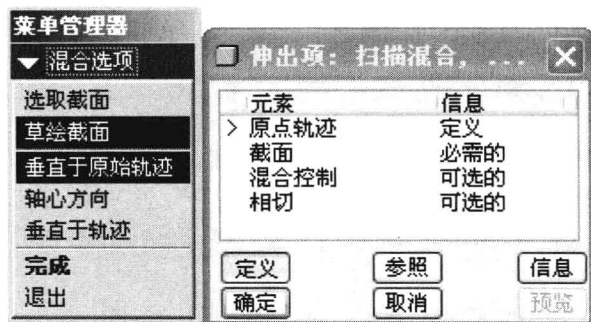 菜单管理器
▼ 混合选项
选取截面
草绘截面
垂直于原始轨迹
轴心方向
垂直于轨迹
完成
退出
伸出项：扫描混合，...
元素 信息
> 原点轨迹 定义
截面 必需的
混合控制 可选的
相切 可选的
定义 参照 信息
确定 取消 预览